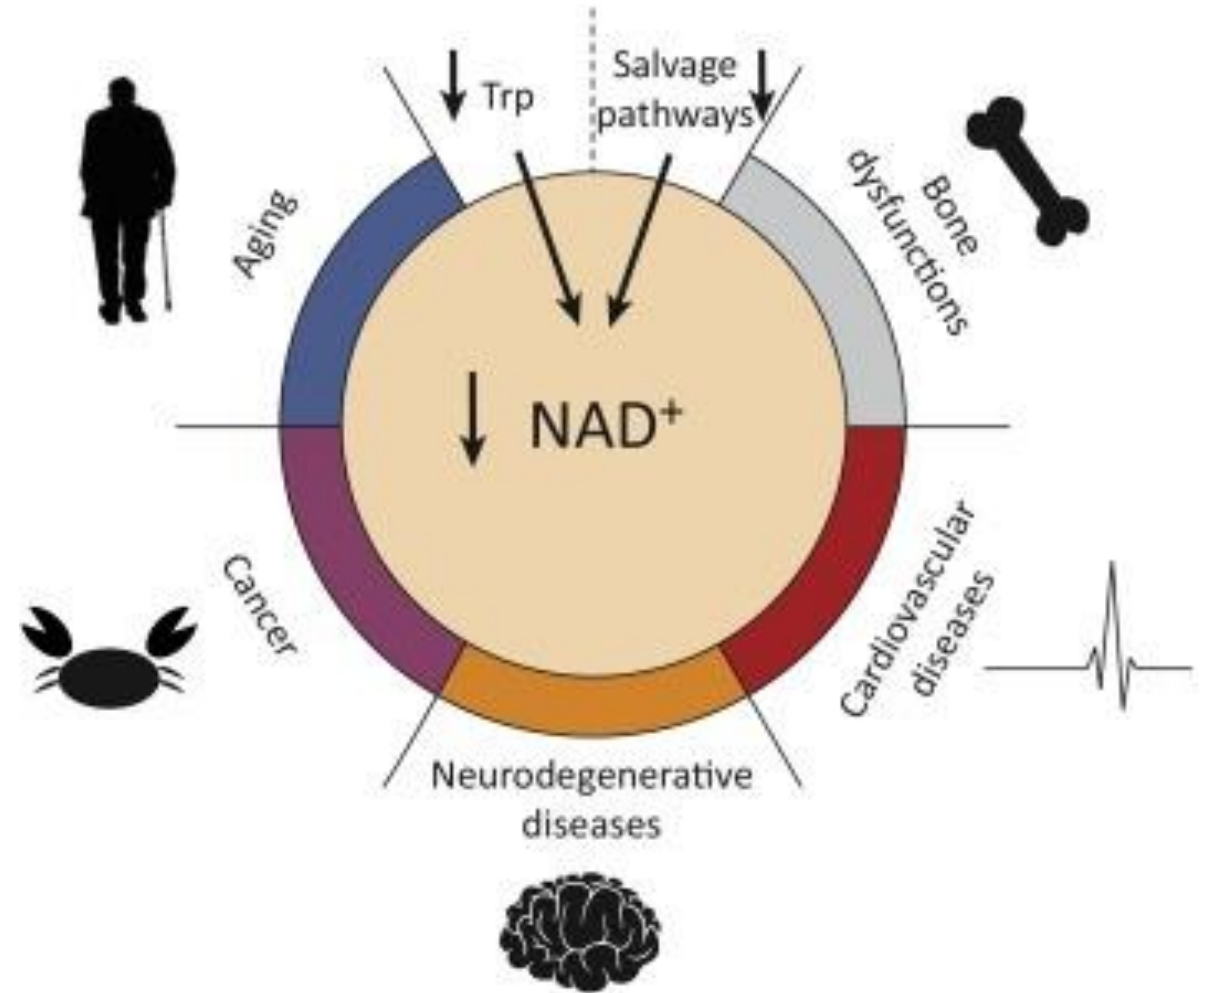 Trp
Salvage
pathways
Aging
Bone
dysfunctions
NAD⁺
Cancer
Cardiovascular
diseases
Neurodegenerative
diseases